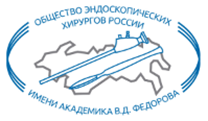 ОБЩЕСТВО ЭНДОСКОПИЧЕСКИХ
ХИРУРГОВ РОССИИ
ИМЕНИ АКАДЕМИКА В.Д. ФЕДОРОВА